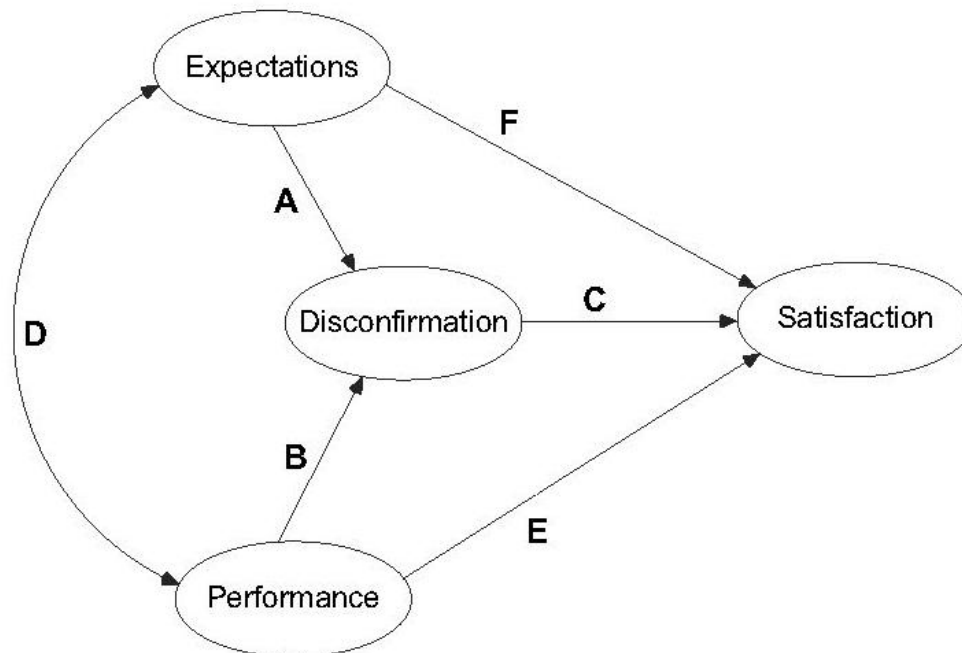 Expectations
F
A
Disconfirmation
C
Satisfaction
D
B
E
Performance